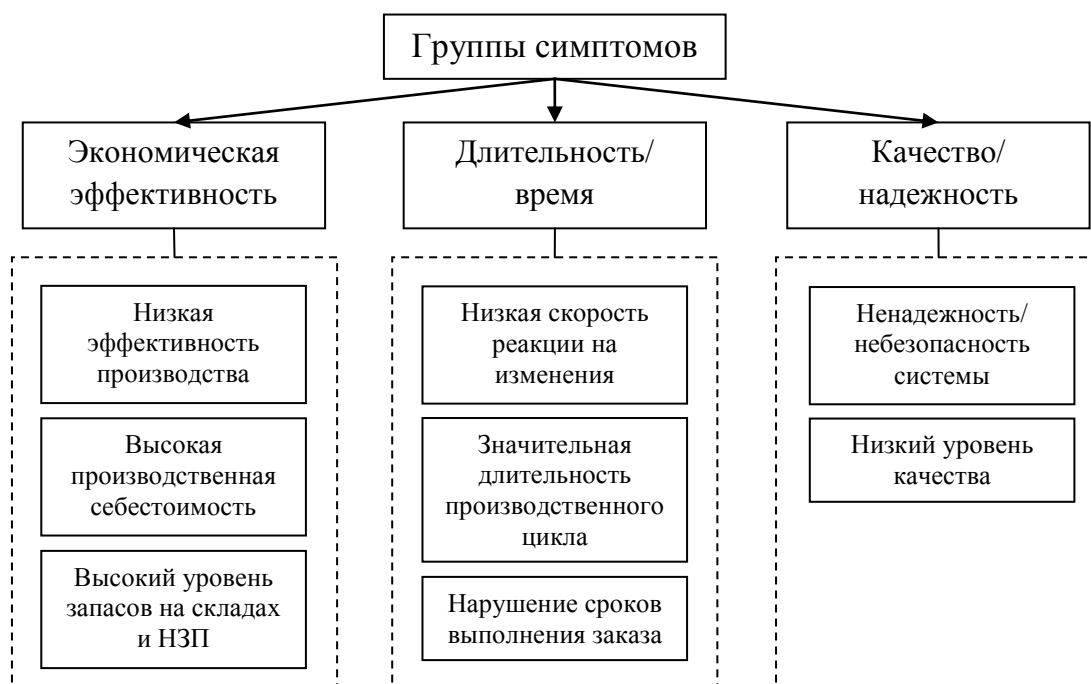 Группы симптомов
Экономическая
эффективность
Низкая
эффективность
производства
Высокая
производственная
себестоимость
Высокий уровень
запасов на складах
и НЗП
Длительность/
время
Низкая скорость
реакции на
изменения
Значительная
длительность
производственного
цикла
Нарушение сроков
выполнения заказа
Качество/
надежность
Ненадежность/
небезопасность
системы
Низкий уровень
качества